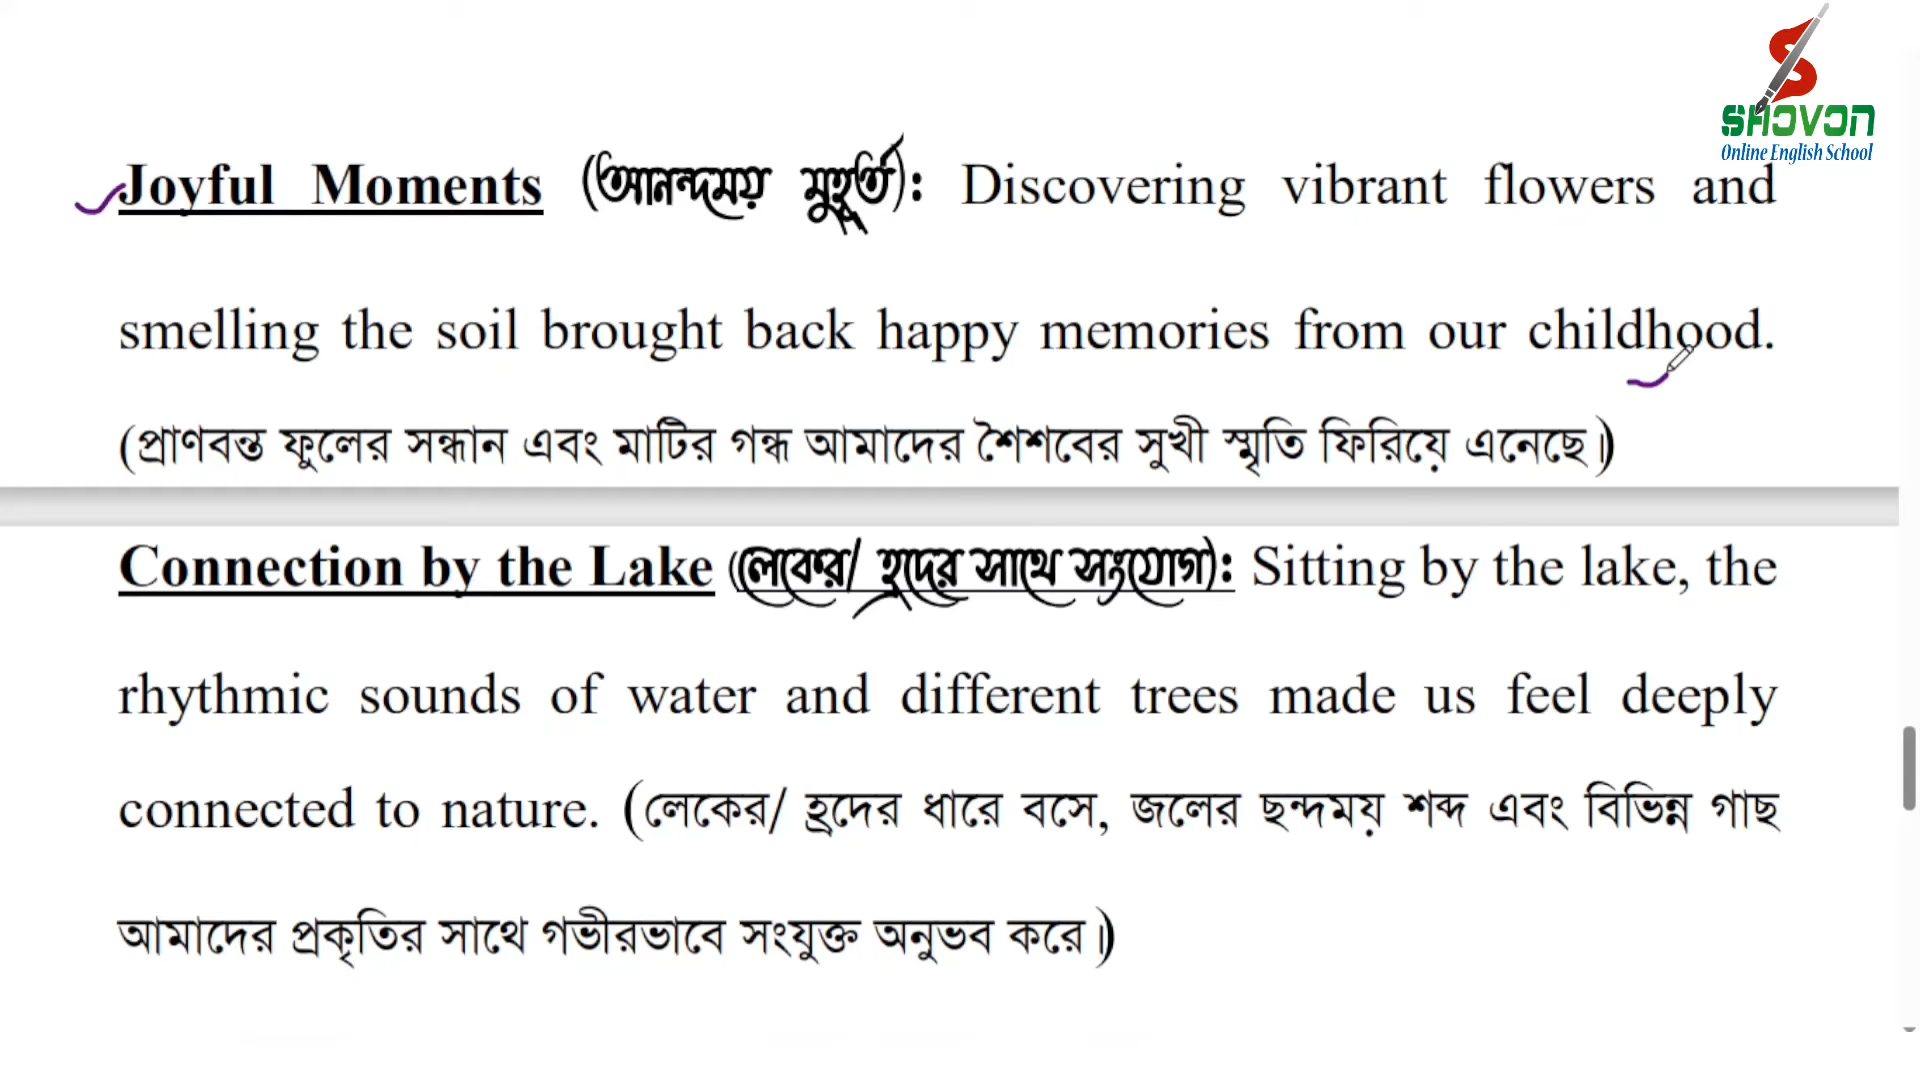 SHOVON
Online English School
Joyful Moments (আনন্দময় মুহূর্ত): Discovering vibrant flowers and
smelling the soil brought back happy memories from our childhood.
(প্রাণবন্ত ফুলের সন্ধান এবং মাটির গন্ধ আমাদের শৈশবের সুখী স্মৃতি ফিরিয়ে এনেছে।)
Connection by the Lake (লেকের/ হ্রদের সাথে সংযোগ): Sitting by the lake, the
rhythmic sounds of water and different trees made us feel deeply
connected to nature. (লেকের/ হ্রদের ধারে বসে, জলের ছন্দময় শব্দ এবং বিভিন্ন গাছ
আমাদের প্রকৃতির সাথে গভীরভাবে সংযুক্ত অনুভব করে।)